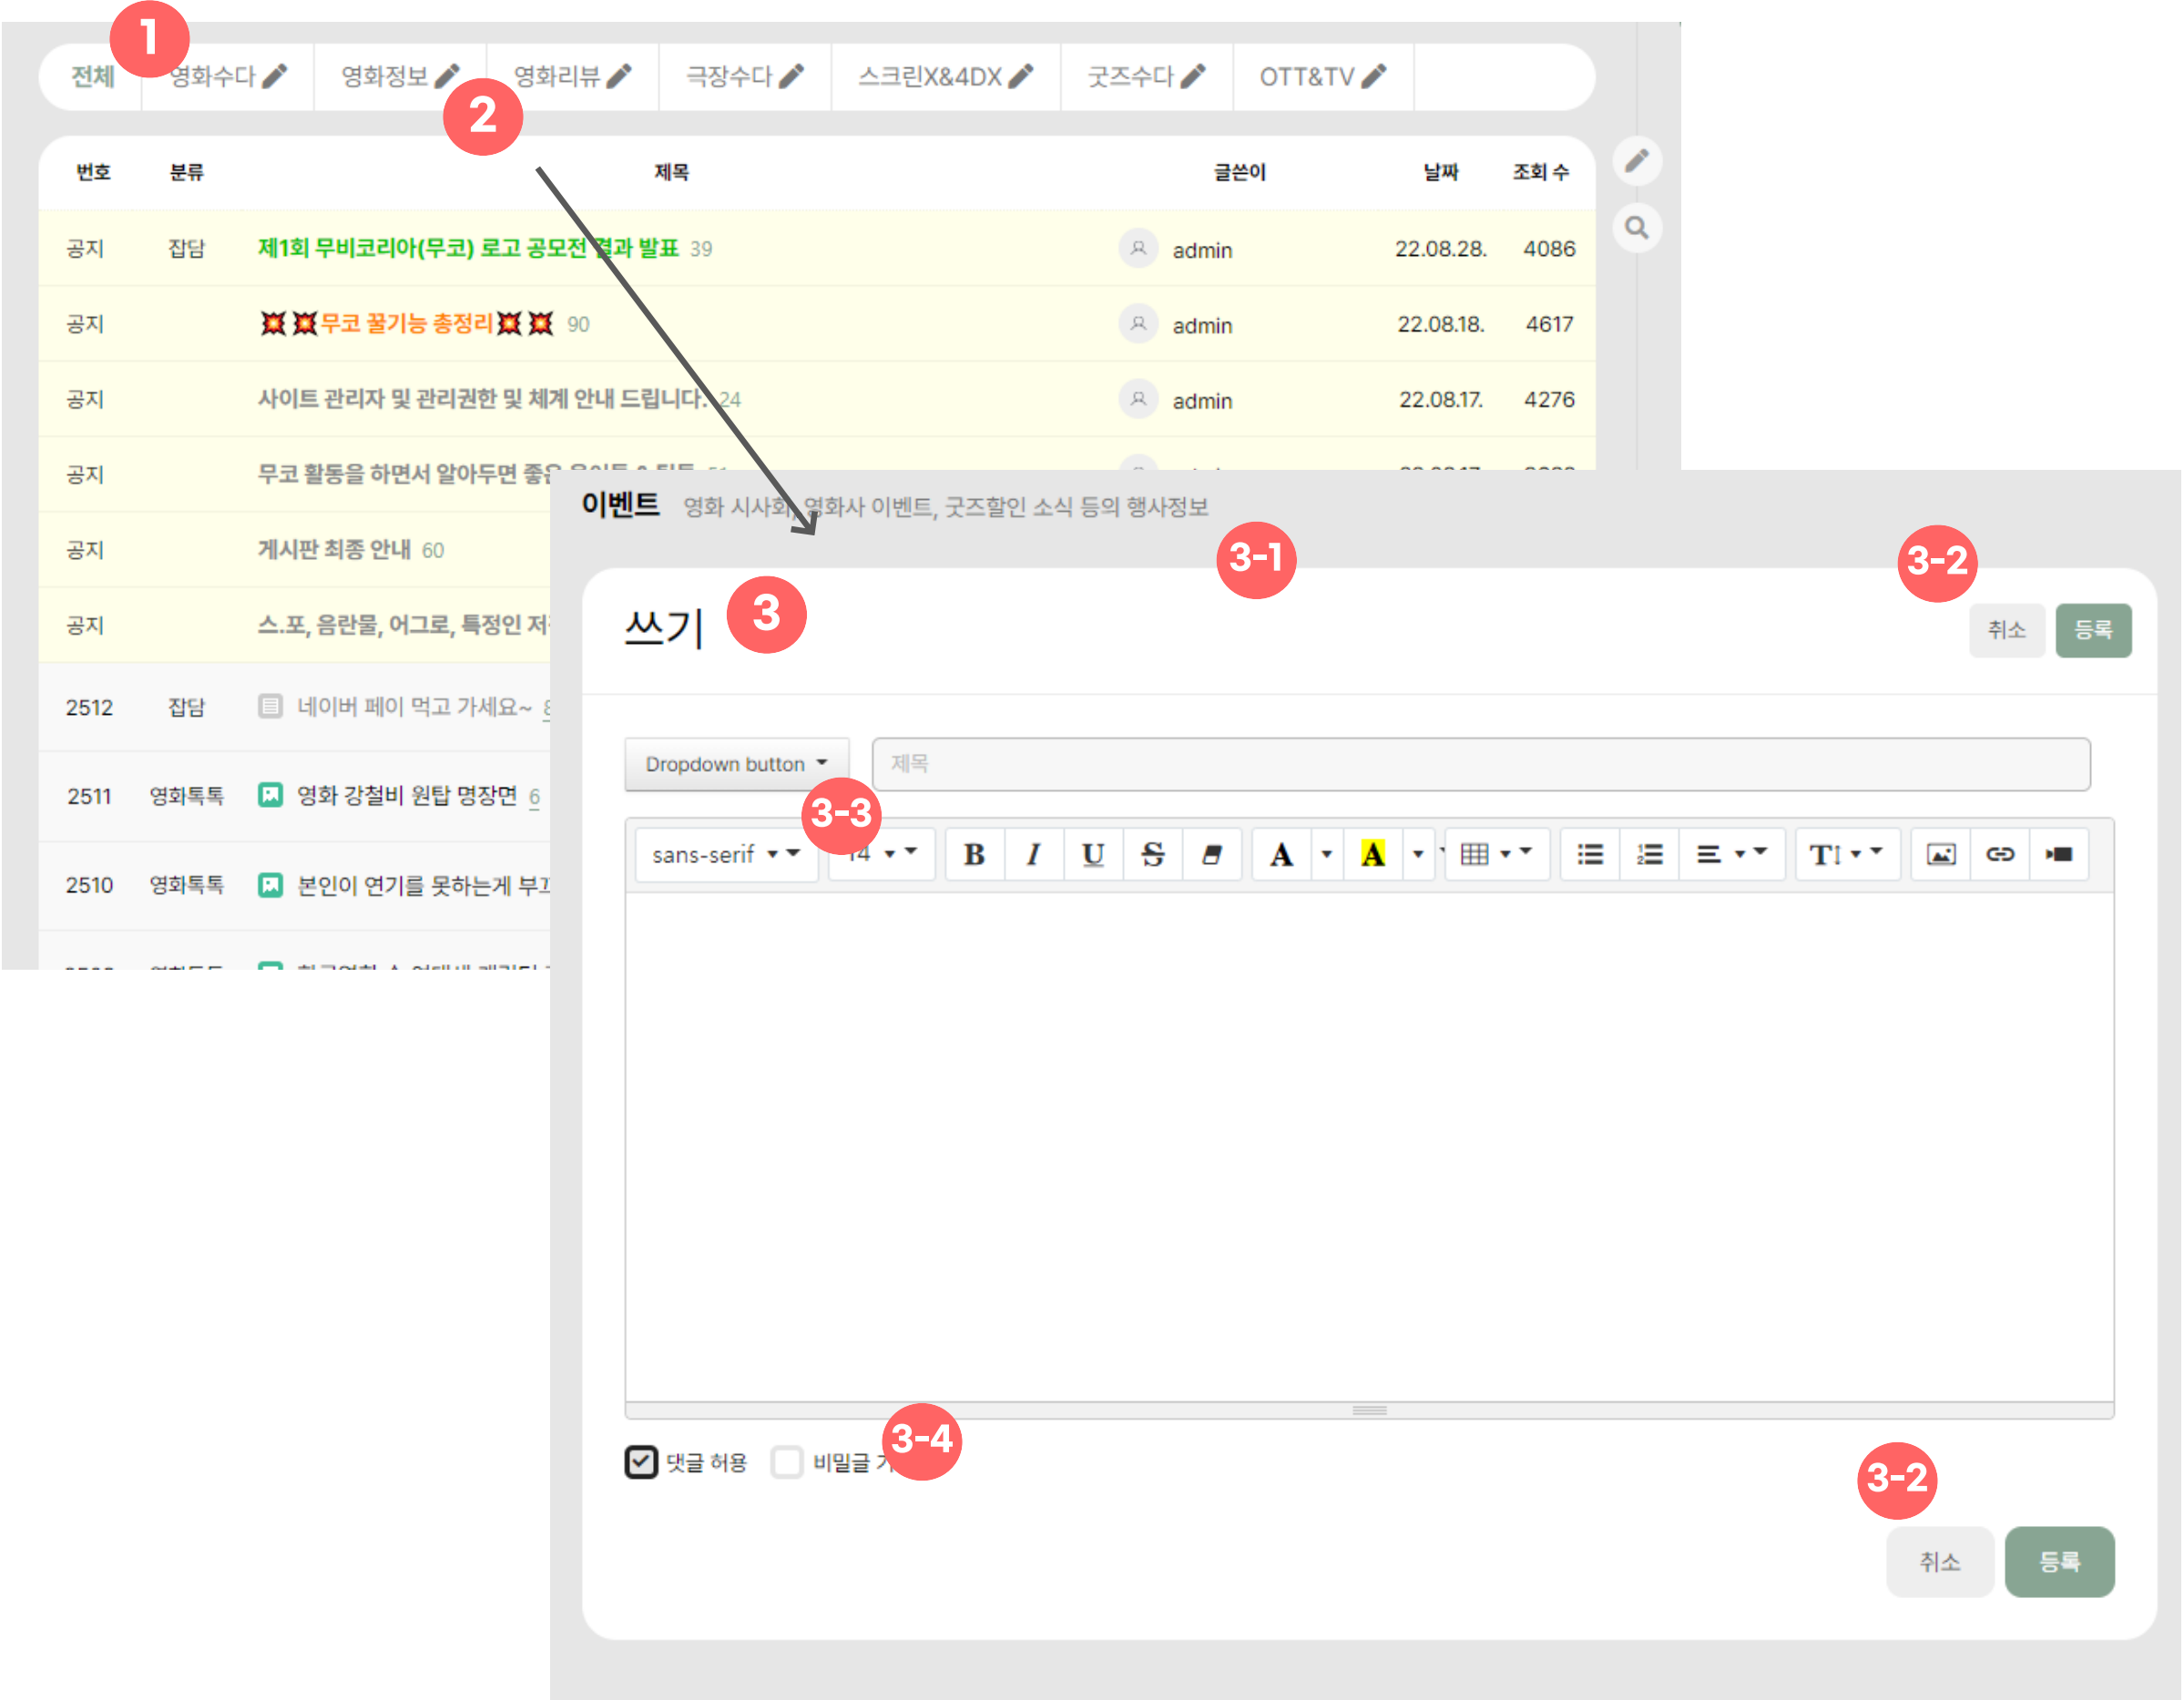 1
전체 영화수다 영화정보 영화리뷰 극장수다 스크린X&4DX 굿즈수다 OTT&TV
2
번호 분류 제목 글쓴이 날짜 조회 수
공지 잡담 제1회 무비코리아(무코) 로고 공모전 결과 발표 39 admin 22.08.28. 4086
공지 💥💥무코 꿀기능 총정리💥💥 90 admin 22.08.18. 4617
공지 사이트 관리자 및 관리권한 및 체계 안내 드립니다. 24 admin 22.08.17. 4276
공지 무코 활동을 하면서 알아두면 좋은
공지 게시판 최종 안내 60
공지 스.포, 음란물, 어그로, 특정인
2512 잡담 네이버 페이 먹고 가세요~
2511 영화톡톡 영화 강철비 원탑 명장면 6
2510 영화톡톡 본인이 연기를 못하는게
이벤트 영화 시사회, 영화사 이벤트, 굿즈할인 소식 등의 행사정보
3-1
3-2
쓰기 3
취소 등록
Dropdown button 제목
3-3
sans-serif 14 B I U S A A T
댓글 허용 비밀글
3-4
3-2
취소 등록